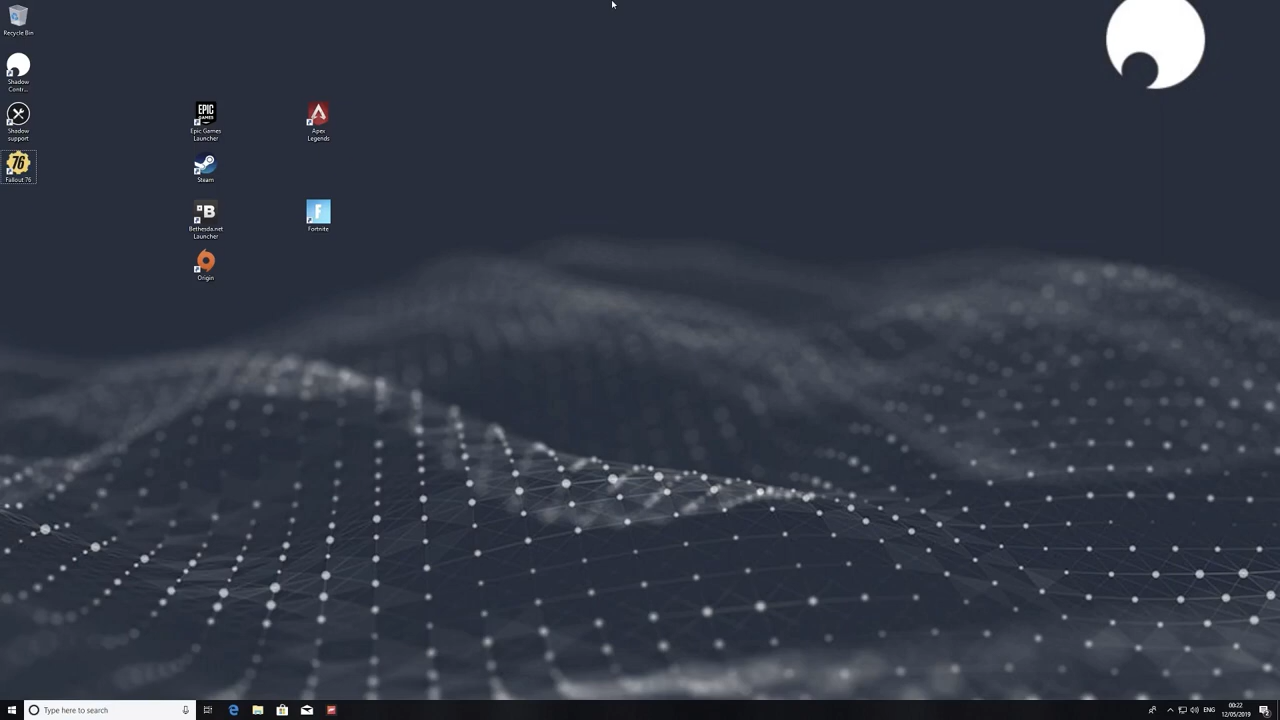 Recycle Bin
Shadow
Contr...
Shadow
support
76
Fallout 76
EPIC
GAMES
Epic Games
Launcher
Steam
B
Bethesda.net
Launcher
Origin
Apex
Legends
F
Fortnite
Type here to search
ENG
00:22
12/05/2019